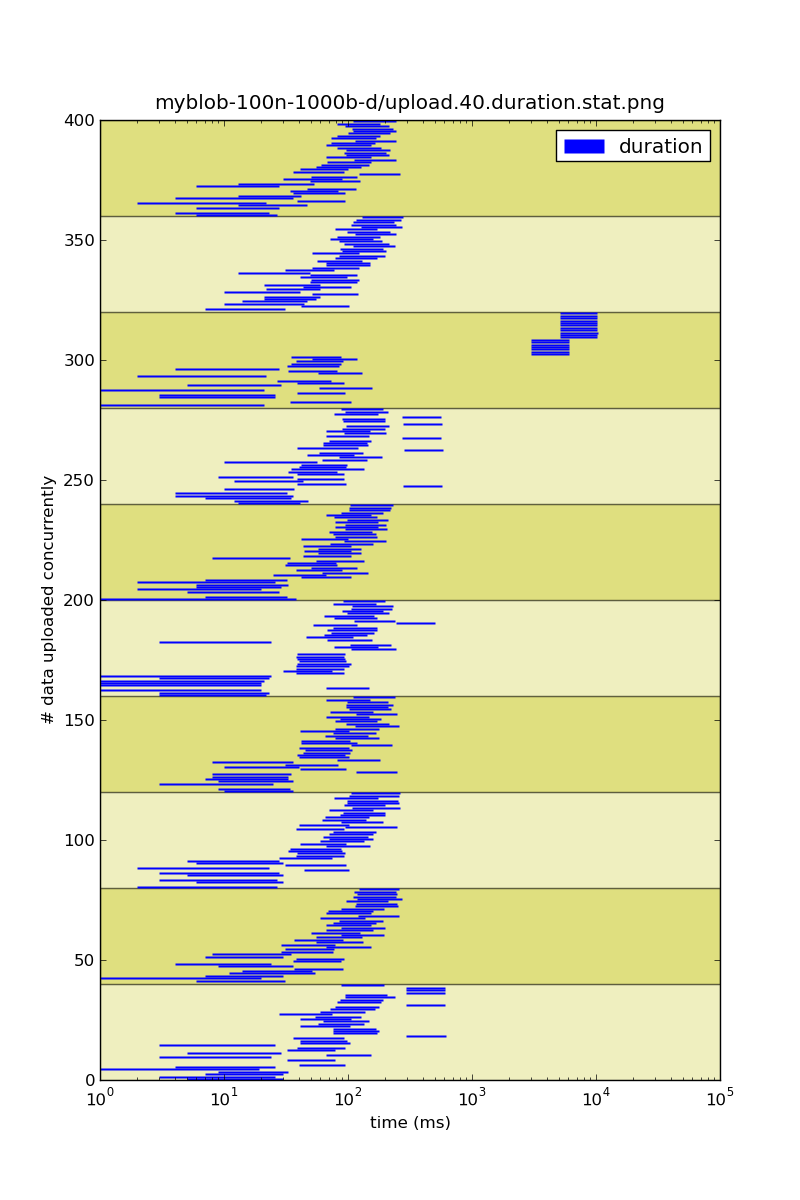 myblob-100n-1000b-d/upload.40.duration.stat.png
duration
400
350
300
250
200
150
100
50
0
# data uploaded concurrently
10^0 10^1 10^2 10^3 10^4 10^5
time (ms)